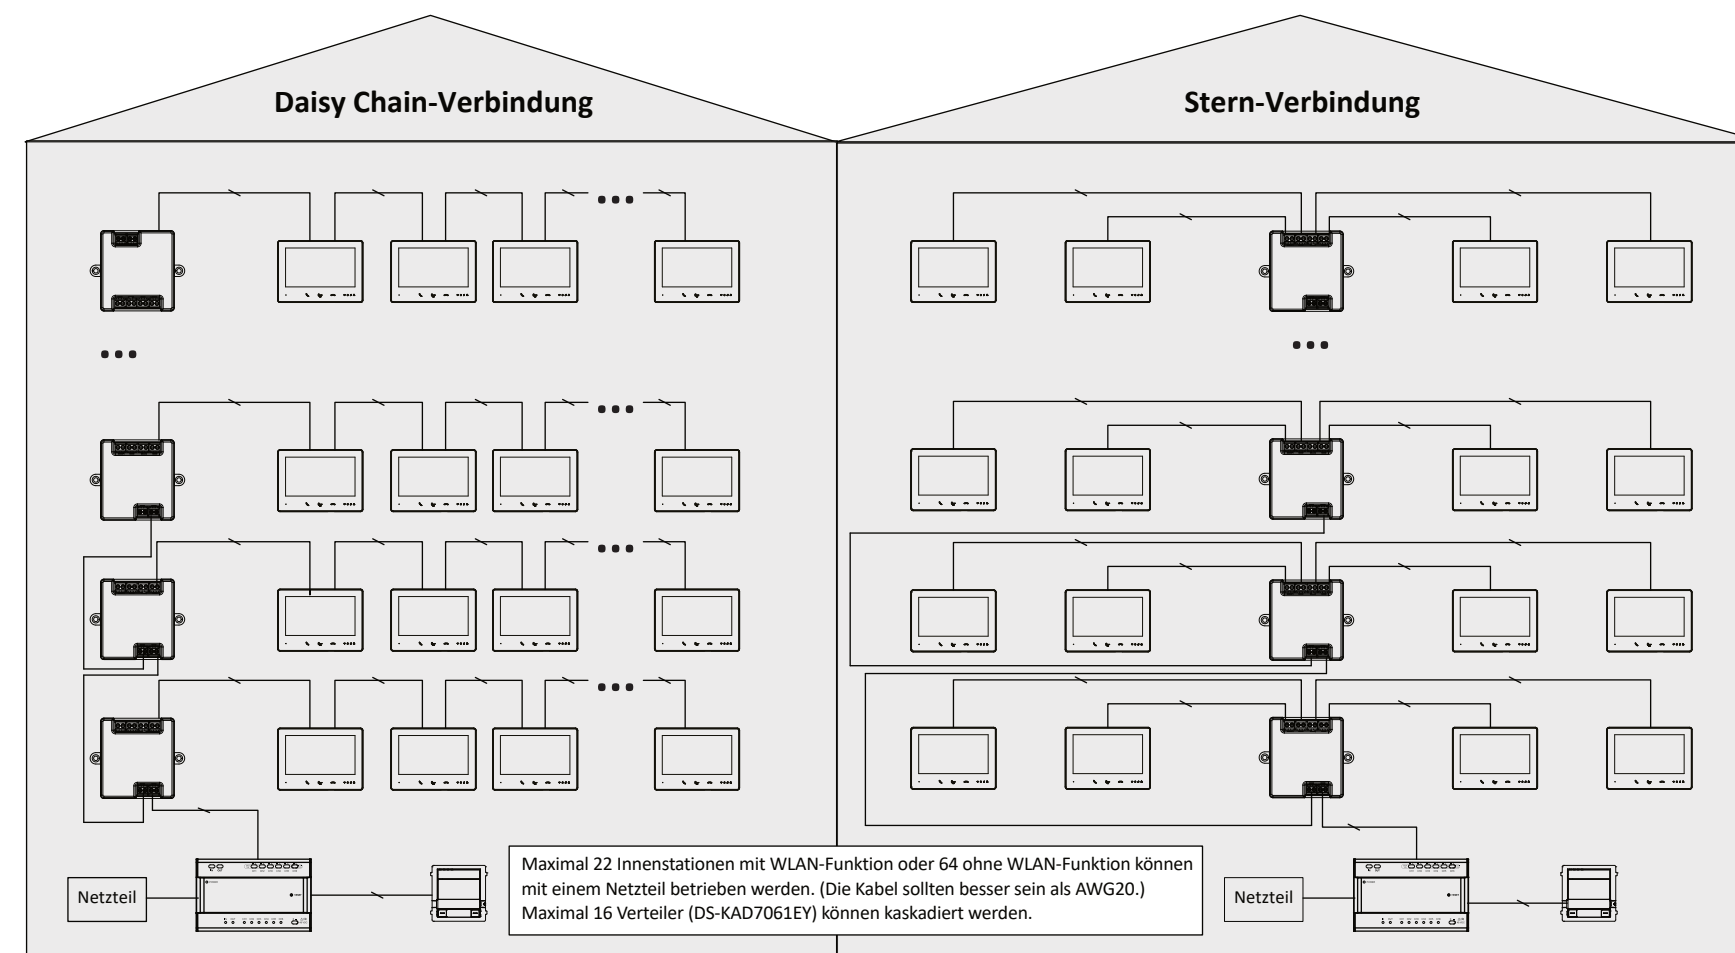 Daisy Chain-Verbindung
Stern-Verbindung
Netzteil
Maximal 22 Innenstationen mit WLAN-Funktion oder 64 ohne WLAN-Funktion können
mit einem Netzteil betrieben werden. (Die Kabel sollten besser sein als AWG20.)
Maximal 16 Verteiler (DS-KAD7061EY) können kaskadiert werden.
Netzteil